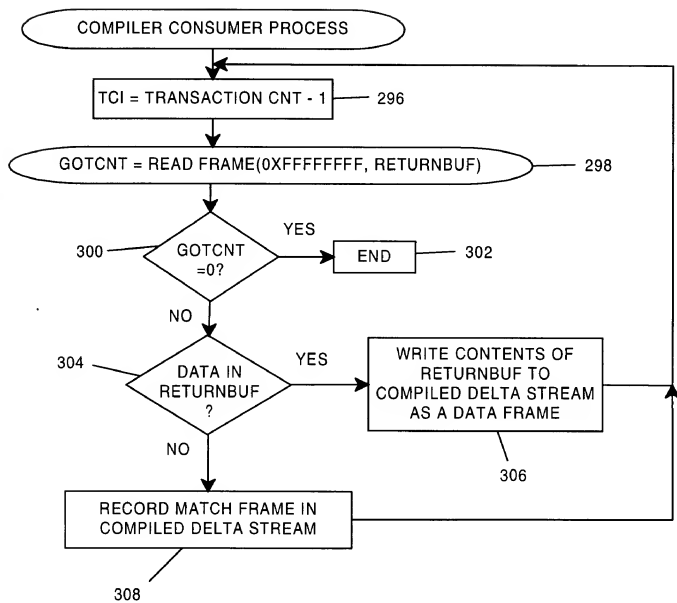 COMPILER CONSUMER PROCESS
TCI = TRANSACTION CNT - 1
296
GOTCNT = READ FRAME(0XFFFFFFFF, RETURNBUF)
298
300
GOTCNT
=0?
YES
END
302
NO
304
DATA IN
RETURNBUF
?
YES
WRITE CONTENTS OF
RETURNBUF TO
COMPILED DELTA STREAM
AS A DATA FRAME
306
NO
RECORD MATCH FRAME IN
COMPILED DELTA STREAM
308